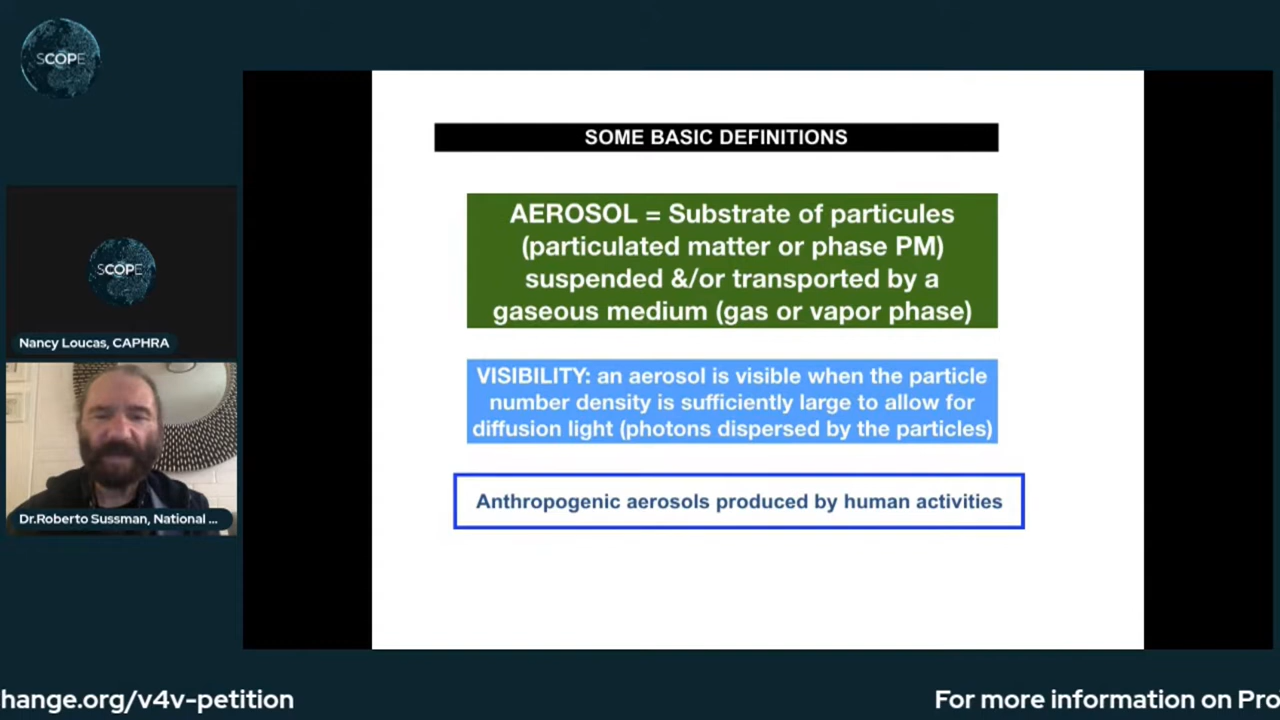 SCOPE
SOME BASIC DEFINITIONS
AEROSOL = Substrate of particules
(particulated matter or phase PM)
suspended &/or transported by a
gaseous medium (gas or vapor phase)
VISIBILITY: an aerosol is visible when the particle
number density is sufficiently large to allow for
diffusion light (photons dispersed by the particles)
Anthropogenic aerosols produced by human activities
SCOPE
Nancy Loucas, CAPHRA
Dr.Roberto Sussman, National ...
hange.org/v4v-petition
For more information on Pro